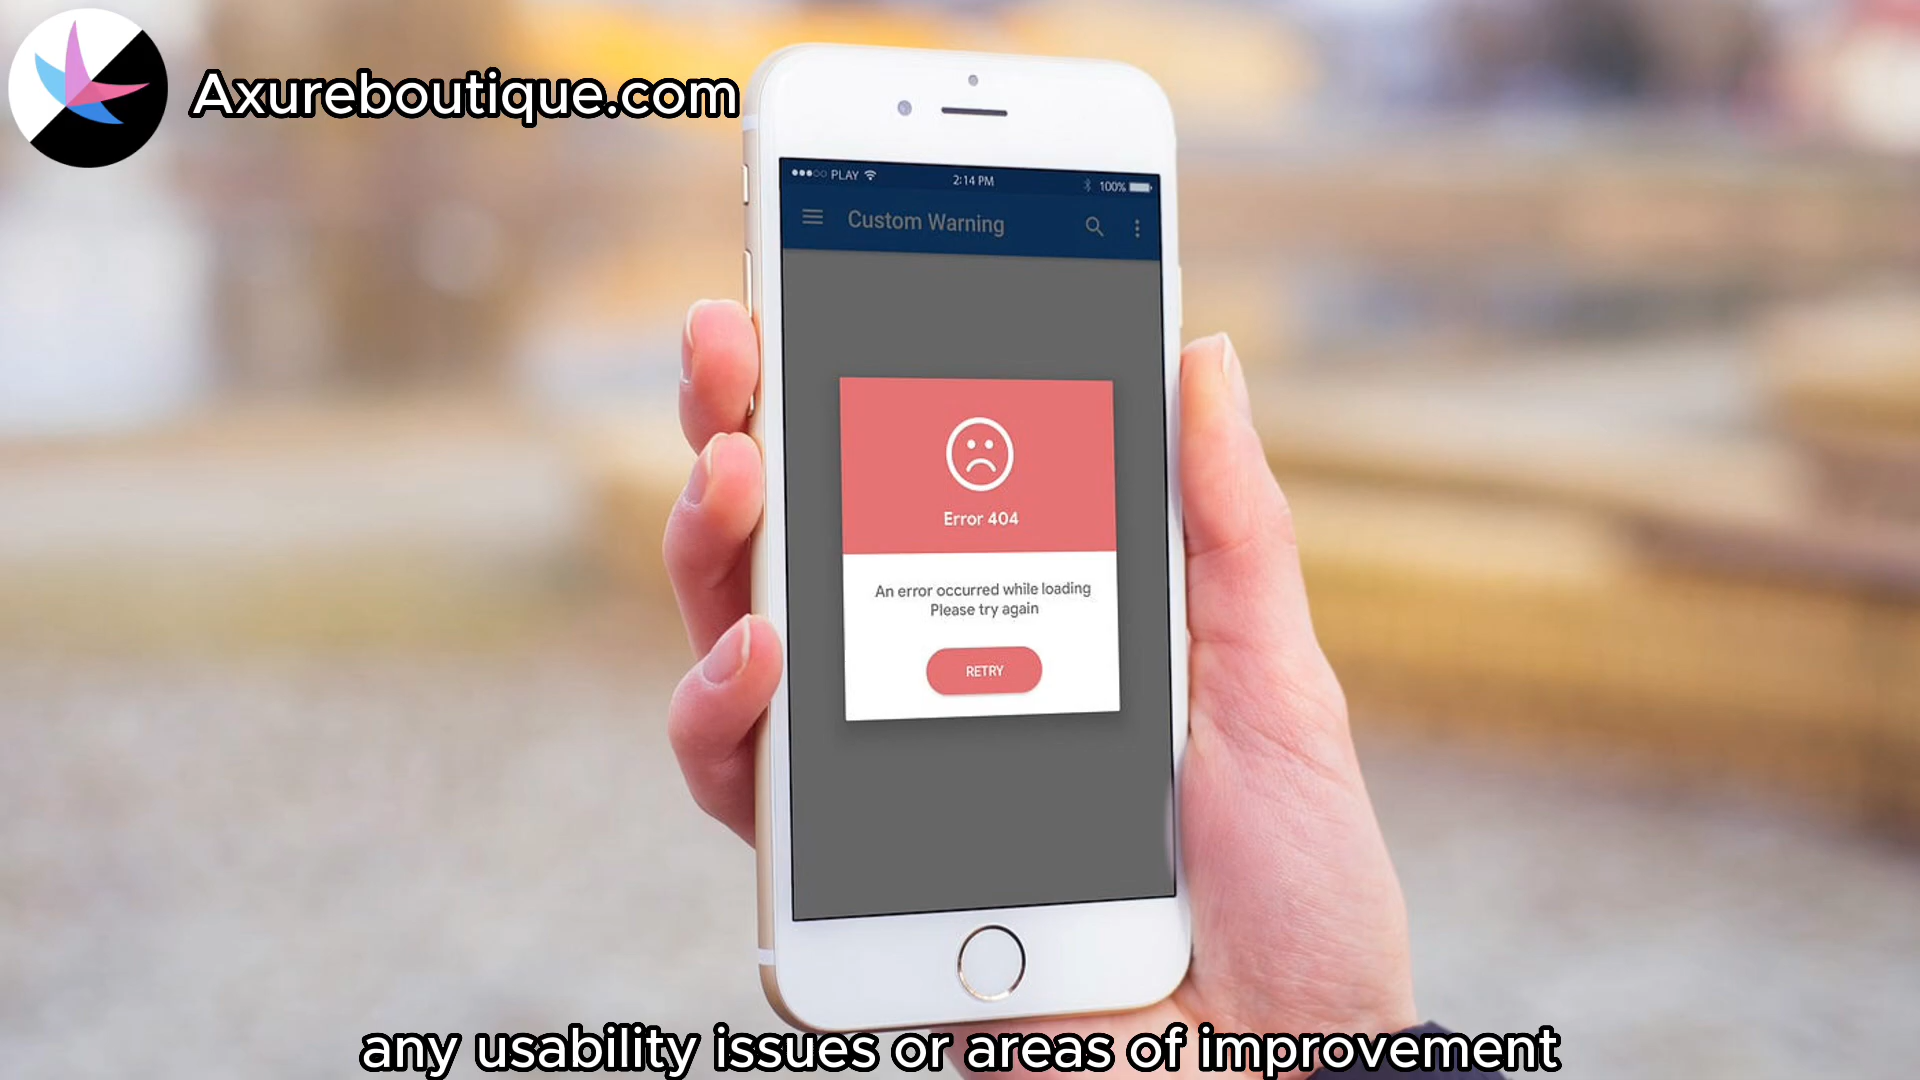 Axureboutique.com
PLAY
2:14 PM
100%
Custom Warning
Error 404
An error occurred while loading
Please try again
RETRY
any usability issues or areas of improvement